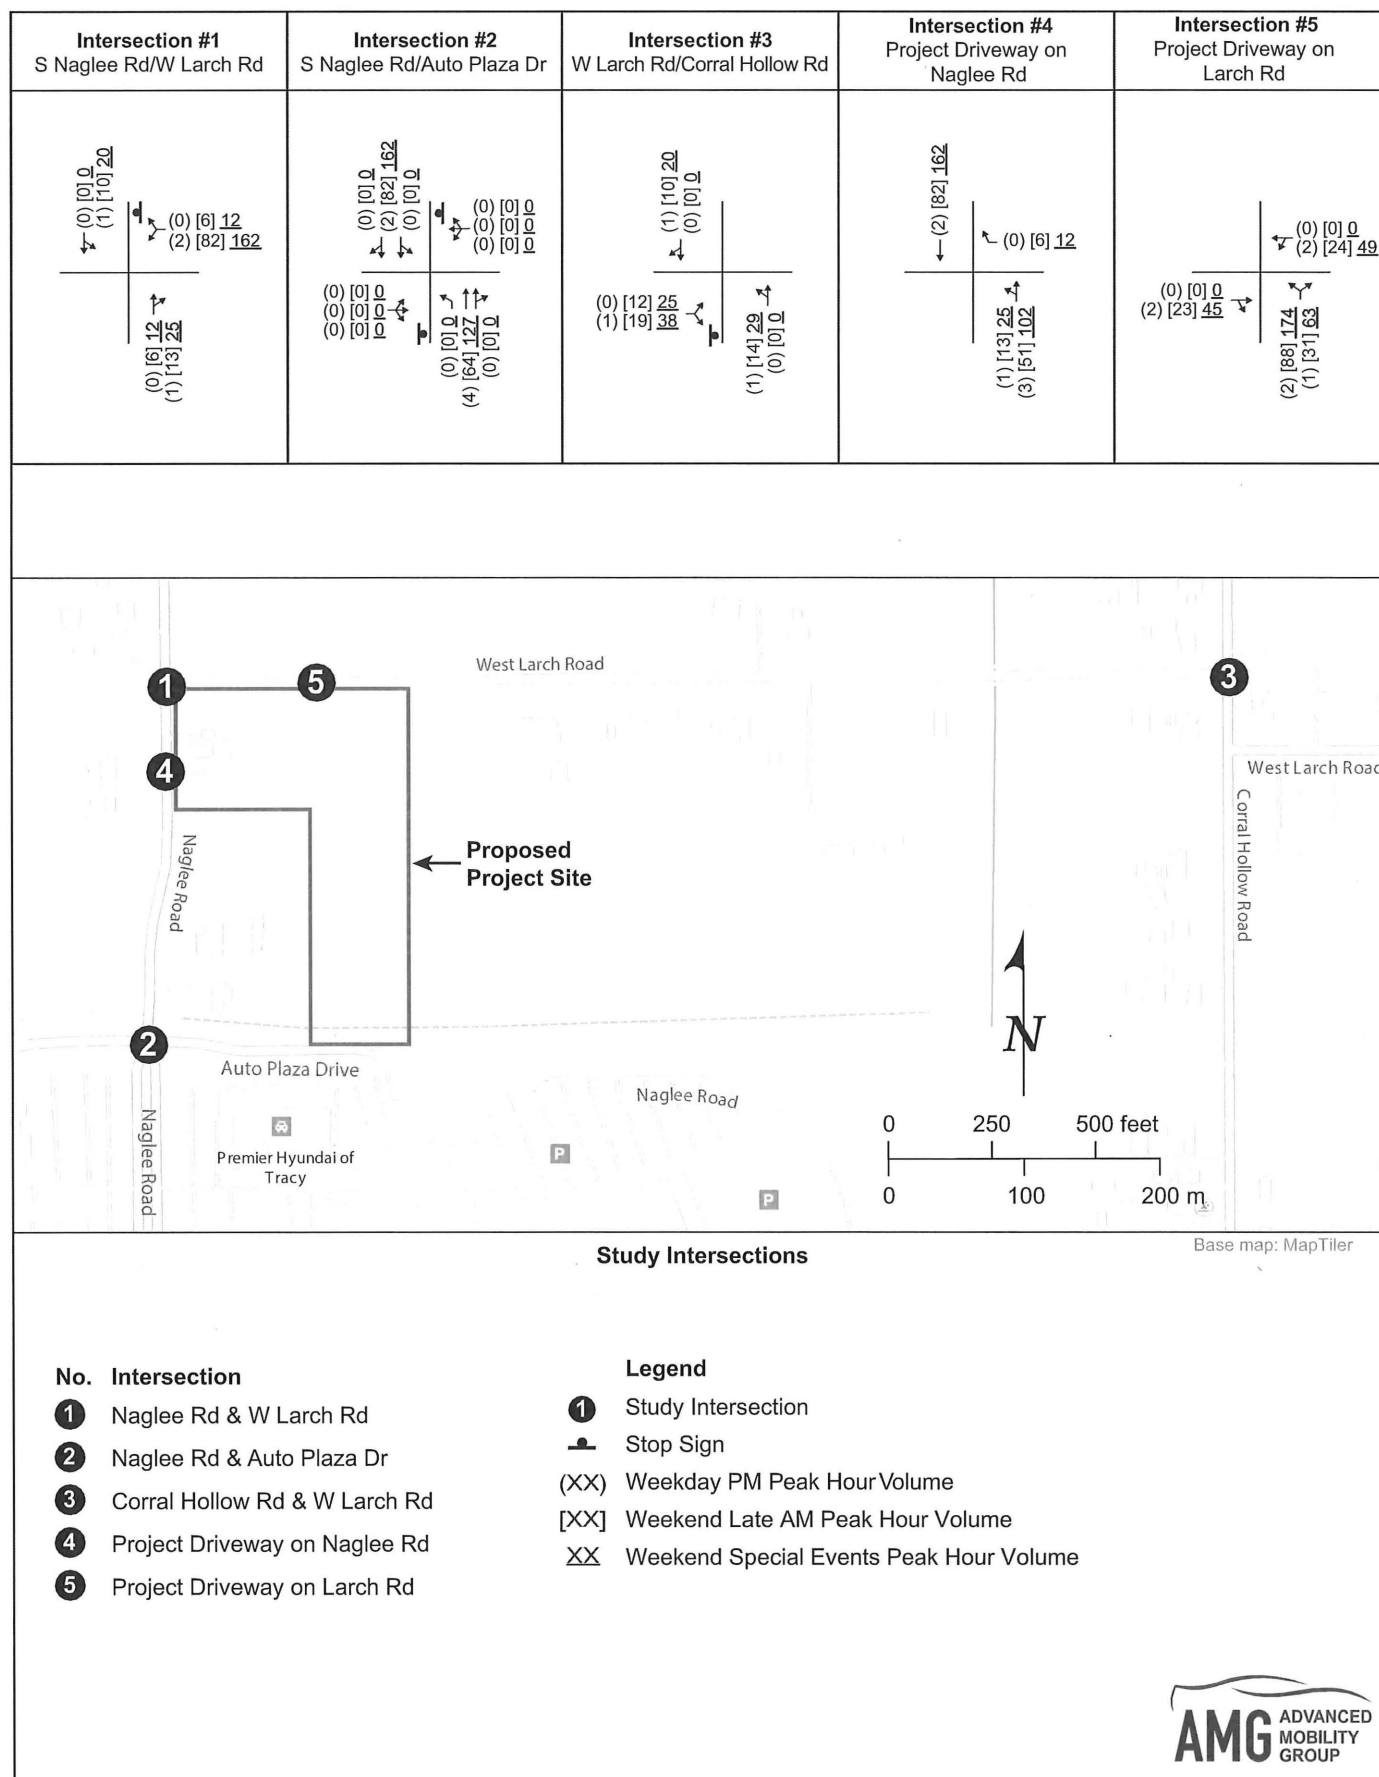 Intersection #1
S Naglee Rd/W Larch Rd
Intersection #2
S Naglee Rd/Auto Plaza Dr
Intersection #3
W Larch Rd/Corral Hollow Rd
Intersection #4
Project Driveway on
Naglee Rd
Intersection #5
Project Driveway on
Larch Rd
(0) [0] 0
(1) [10] 20
(0) [6] 12
(2) [82] 162
(0) [6] 12
(1) [13] 25
(0) [0] 0
(2) [82] 162
(0) [0] 0
(0) [0] 0
(0) [0] 0
(0) [0] 0
(0) [0] 0
(0) [0] 0
(0) [0] 0
(0) [0] 0
(4) [64] 127
(0) [0] 0
(1) [10] 20
(0) [0] 0
(0) [12] 25
(1) [19] 38
(1) [14] 29
(0) [0] 0
(2) [82] 162
(0) [6] 12
(1) [13] 25
(3) [51] 102
(0) [0] 0
(2) [24] 49
(0) [0] 0
(2) [23] 45
(2) [88] 174
(1) [31] 63
West Larch Road
1
5
3
4
West Larch Road
Corral Hollow Road
Naglee Road
Proposed
Project Site
N
2
Auto Plaza Drive
Naglee Road
Naglee Road
Premier Hyundai of
Tracy
P
P
0 250 500 feet
0 100 200 m
Study Intersections
Base map: MapTiler
No. Intersection
1 Naglee Rd & W Larch Rd
2 Naglee Rd & Auto Plaza Dr
3 Corral Hollow Rd & W Larch Rd
4 Project Driveway on Naglee Rd
5 Project Driveway on Larch Rd
Legend
1 Study Intersection
Stop Sign
(XX) Weekday PM Peak Hour Volume
[XX] Weekend Late AM Peak Hour Volume
XX Weekend Special Events Peak Hour Volume
AMG ADVANCED
MOBILITY
GROUP